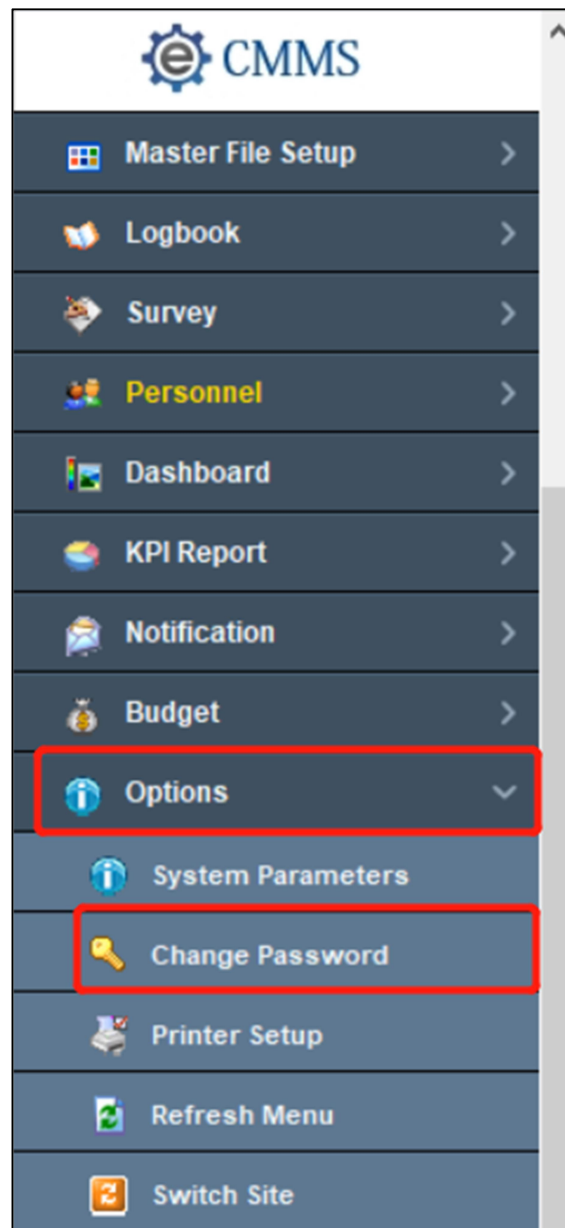 e CMMS
Master File Setup
Logbook
Survey
Personnel
Dashboard
KPI Report
Notification
Budget
Options
System Parameters
Change Password
Printer Setup
Refresh Menu
Switch Site